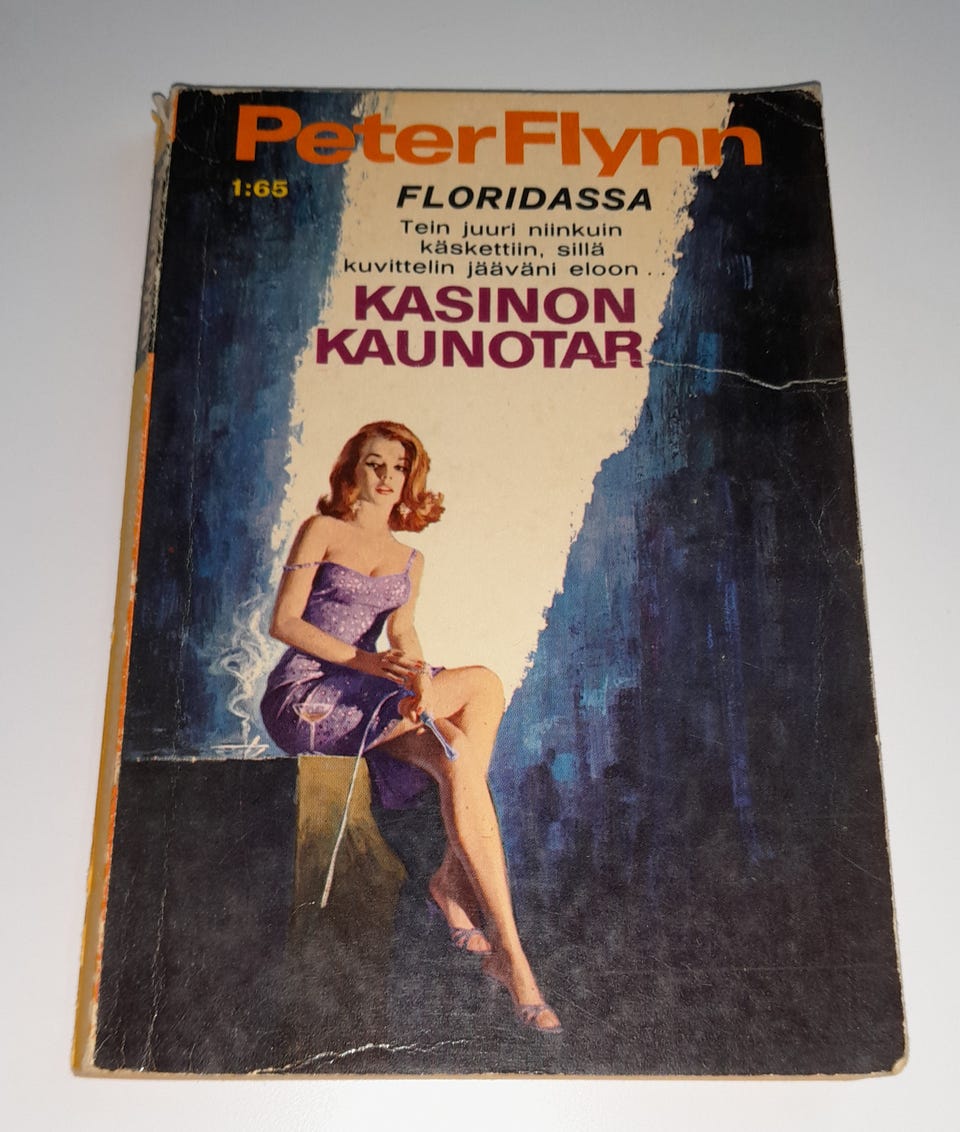 Peter Flynn
1:65
FLORIDASSA
Tein juuri niinkuin
käskettiin, sillä
kuvittelin jääväni eloon . .
KASINON
KAUNOTAR